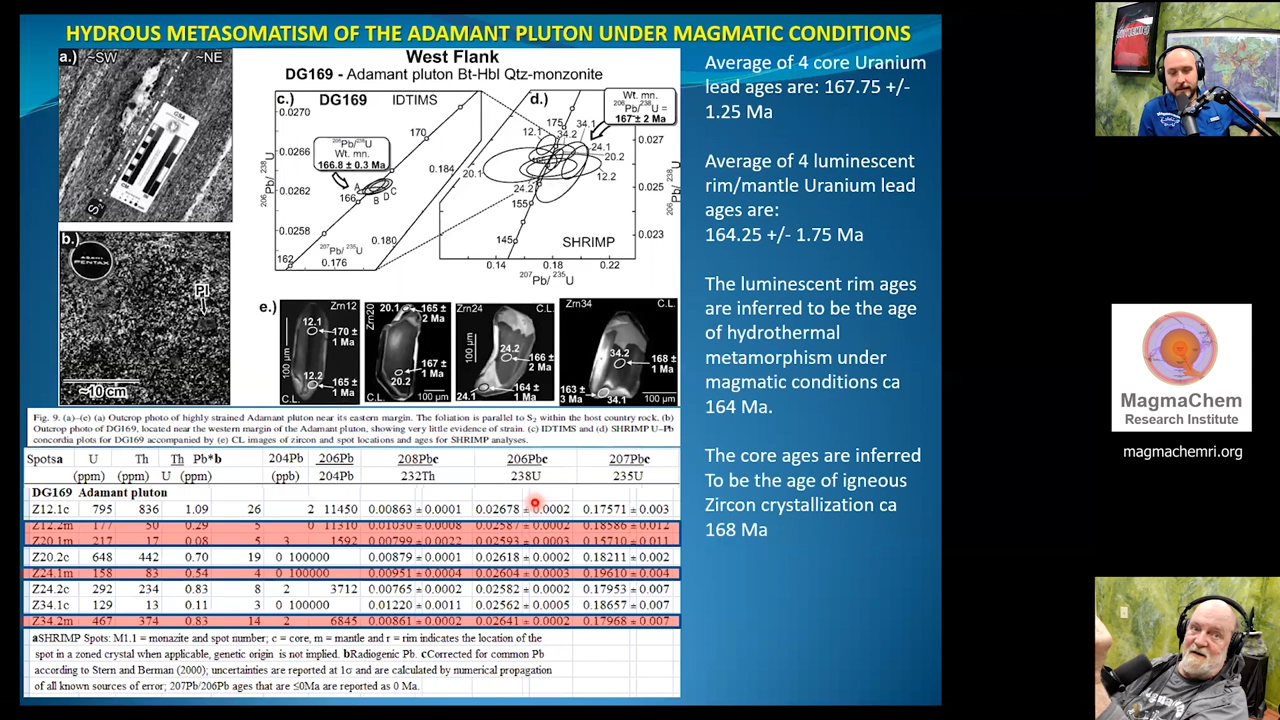 HYDROUS METASOMATISM OF THE ADAMANT PLUTON UNDER MAGMATIC CONDITIONS
a.) ~SW ~NE
S2
b.)
ASAHI PENTAX
Pl
~10 cm
West Flank
DG169 - Adamant pluton Bt-Hbl Qtz-monzonite
c.) DG169 IDTIMS
0.0270
0.0266
0.0262
0.0258
206Pb/ 238U
206Pb/238U
Wt. mn.
166.8 ± 0.3 Ma
170
166
162
A C
B D
207Pb/ 235U
0.176
0.180
0.184
d.)
Wt. mn.
206Pb/238U =
167 ± 2 Ma
175
34.1
12.1
34.2
24.1
20.2
20.1
12.2
24.2
155
145
SHRIMP
0.027
0.025
0.023
206Pb/ 238U
0.14 0.18 0.22
207Pb/ 235U
e.)
Zrn12
12.1
170 ± 1 Ma
12.2
165 ± 1 Ma
100 µm
C.L.
Zrn20
20.1
165 ± 2 Ma
167 ± 1 Ma
20.2
C.L. 100 µm
Zrn24 C.L.
100 µm
24.2
166 ± 2 Ma
164 ± 1 Ma
24.1
100 µm
Zrn34 C.L.
34.2
168 ± 1 Ma
163 ± 3 Ma
34.1
100 µm
Fig. 9. (a)–(e) (a) Outcrop photo of highly strained Adamant pluton near its eastern margin. The foliation is parallel to S2 within the host country rock. (b)
Outcrop photo of DG169, located near the western margin of the Adamant pluton, showing very little evidence of strain. (c) IDTIMS and (d) SHRIMP U–Pb
concordia plots for DG169 accompanied by (e) CL images of zircon and spot locations and ages for SHRIMP analyses.
Spotsa U Th Th Pb*b 204Pb 206Pb 208Pbc 206Pbc 207Pbc
(ppm) (ppm) U (ppm) (ppb) 204Pb 232Th 238U 235U
DG169 Adamant pluton
Z12.1c 795 836 1.09 26 2 11450 0.00863 ± 0.0001 0.02678 ± 0.0002 0.17571 ± 0.003
Z12.2m 177 50 0.29 5 0 11310 0.01030 ± 0.0008 0.02587 ± 0.0002 0.18586 ± 0.012
Z20.1m 217 17 0.08 5 3 1592 0.00799 ± 0.0022 0.02593 ± 0.0003 0.15710 ± 0.011
Z20.2c 648 442 0.70 19 0 100000 0.00879 ± 0.0001 0.02618 ± 0.0002 0.18211 ± 0.002
Z24.1m 158 83 0.54 4 0 100000 0.00951 ± 0.0004 0.02604 ± 0.0003 0.19610 ± 0.004
Z24.2c 292 234 0.83 8 2 3712 0.00765 ± 0.0002 0.02582 ± 0.0002 0.17953 ± 0.007
Z34.1c 129 13 0.11 3 0 100000 0.01220 ± 0.0011 0.02562 ± 0.0005 0.18657 ± 0.007
Z34.2m 467 374 0.83 14 2 6845 0.00861 ± 0.0002 0.02641 ± 0.0002 0.17968 ± 0.007
aSHRIMP Spots: M1.1 = monazite and spot number; c = core, m = mantle and r = rim indicates the location of the
spot in a zoned crystal when applicable, genetic origin is not implied. bRadiogenic Pb. cCorrected for common Pb
according to Stern and Berman (2000); uncertainties are reported at 1σ and are calculated by numerical propagation
of all known sources of error; 207Pb/206Pb ages that are ≤0Ma are reported as 0 Ma.
Average of 4 core Uranium
lead ages are: 167.75 +/-
1.25 Ma
Average of 4 luminescent
rim/mantle Uranium lead
ages are:
164.25 +/- 1.75 Ma
The luminescent rim ages
are inferred to be the age
of hydrothermal
metamorphism under
magmatic conditions ca
164 Ma.
The core ages are inferred
To be the age of igneous
Zircon crystallization ca
168 Ma
MagmaChem
Research Institute
magmachemri.org